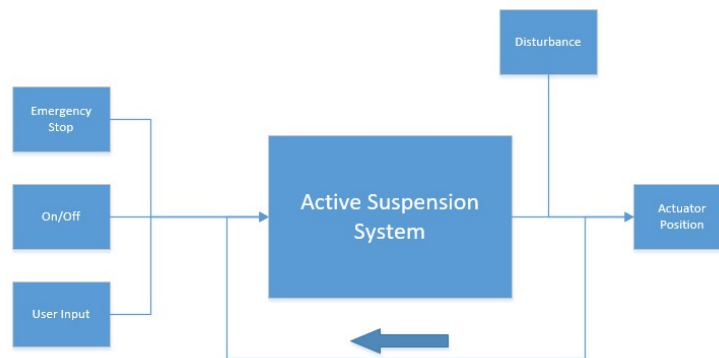 Disturbance
Emergency
Stop
On/Off
User Input
Active Suspension
System
Actuator
Position